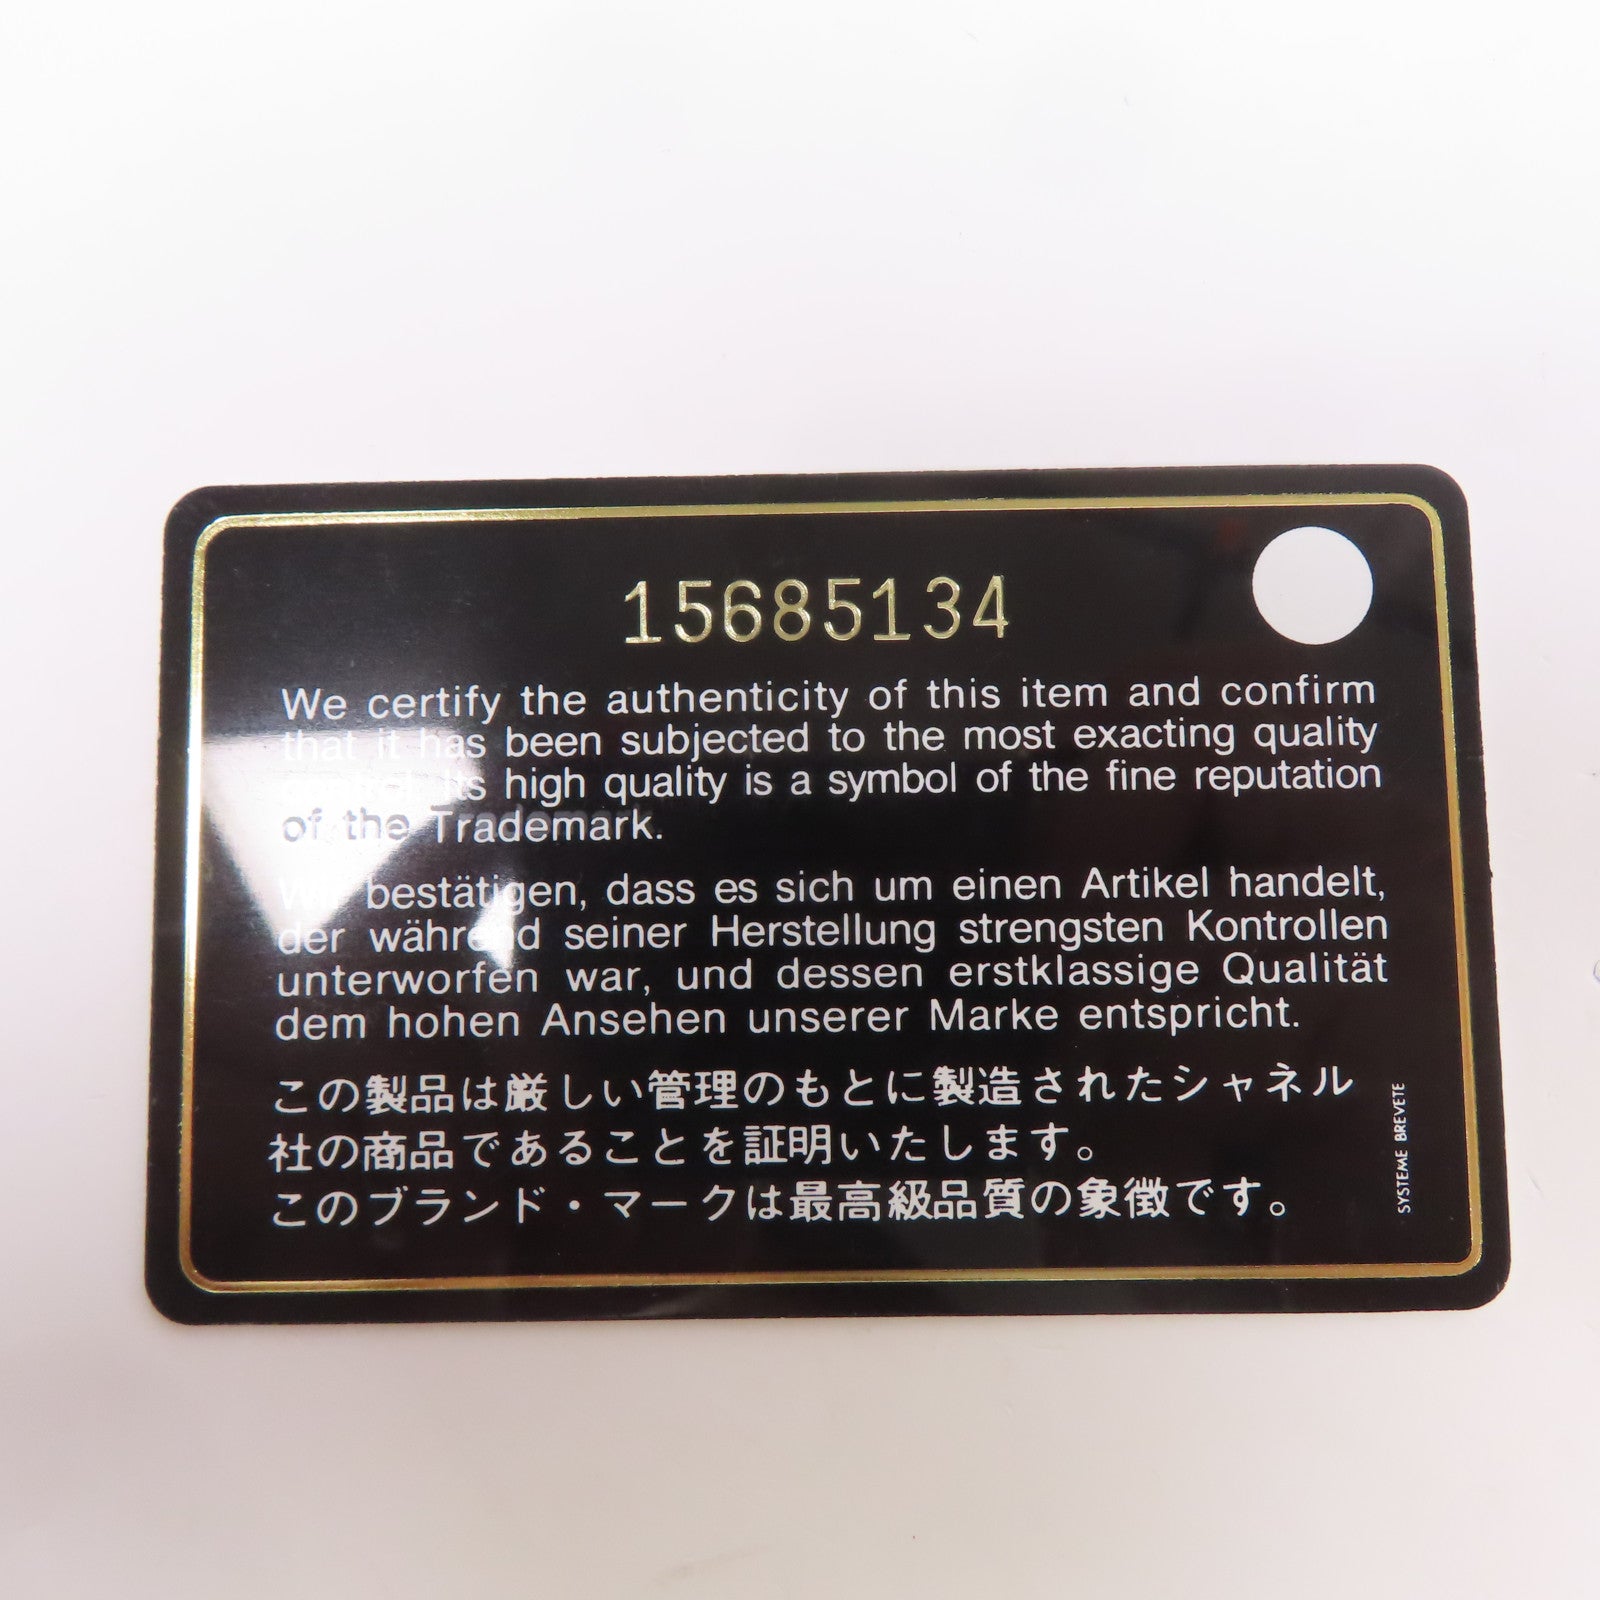 15685134
We certify the authenticity of this item and confirm
that it has been subjected to the most exacting quality
Its high quality is a symbol of the fine reputation
of the Trademark.
Wir bestätigen, dass es sich um einen Artikel handelt,
der während seiner Herstellung strengsten Kontrollen
unterworfen war, und dessen erstklassige Qualität
dem hohen Ansehen unserer Marke entspricht.
この製品は厳しい管理のもとに製造されたシャネル
社の商品であることを証明いたします。
このブランド・マークは最高級品質の象徴です。
SYSTEME BREVETE